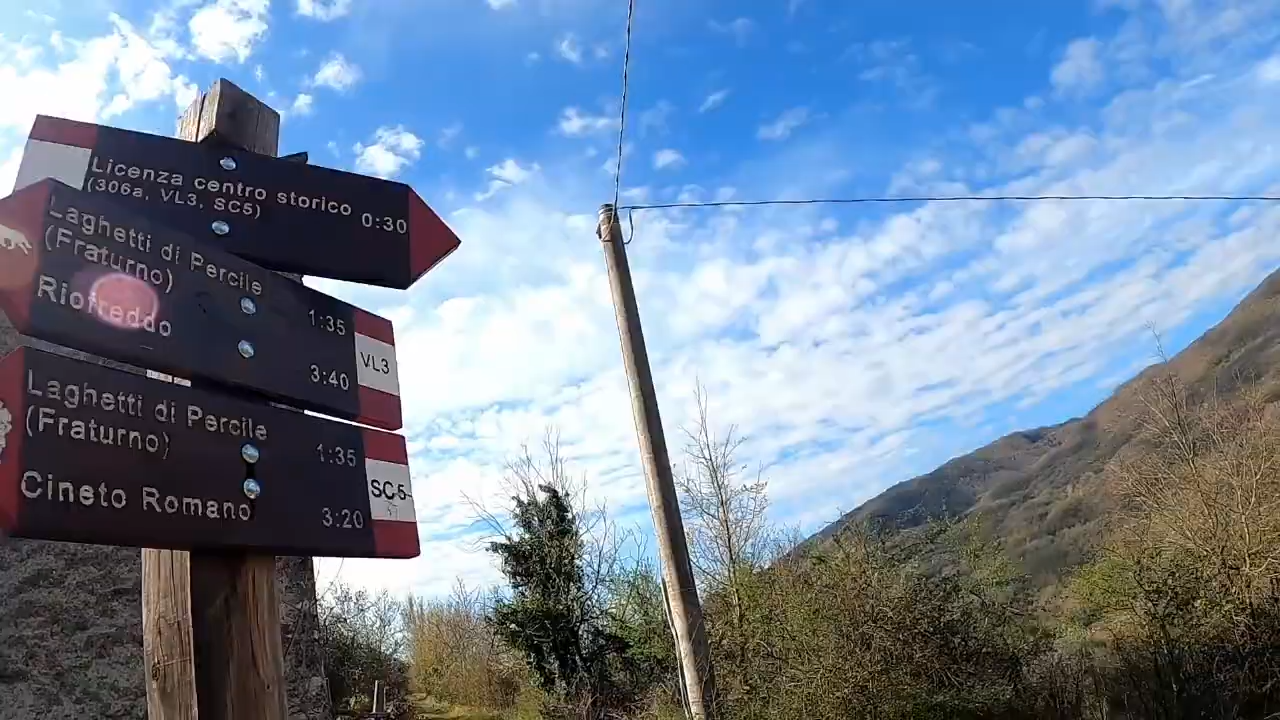 Licenza centro storico 0:30
(306a, VL3, SC5)
Laghetti di Percile 1:35
(Fraturno)
Riofreddo 3:40
VL3
Laghetti di Percile 1:35
(Fraturno)
Cineto Romano 3:20
SC5